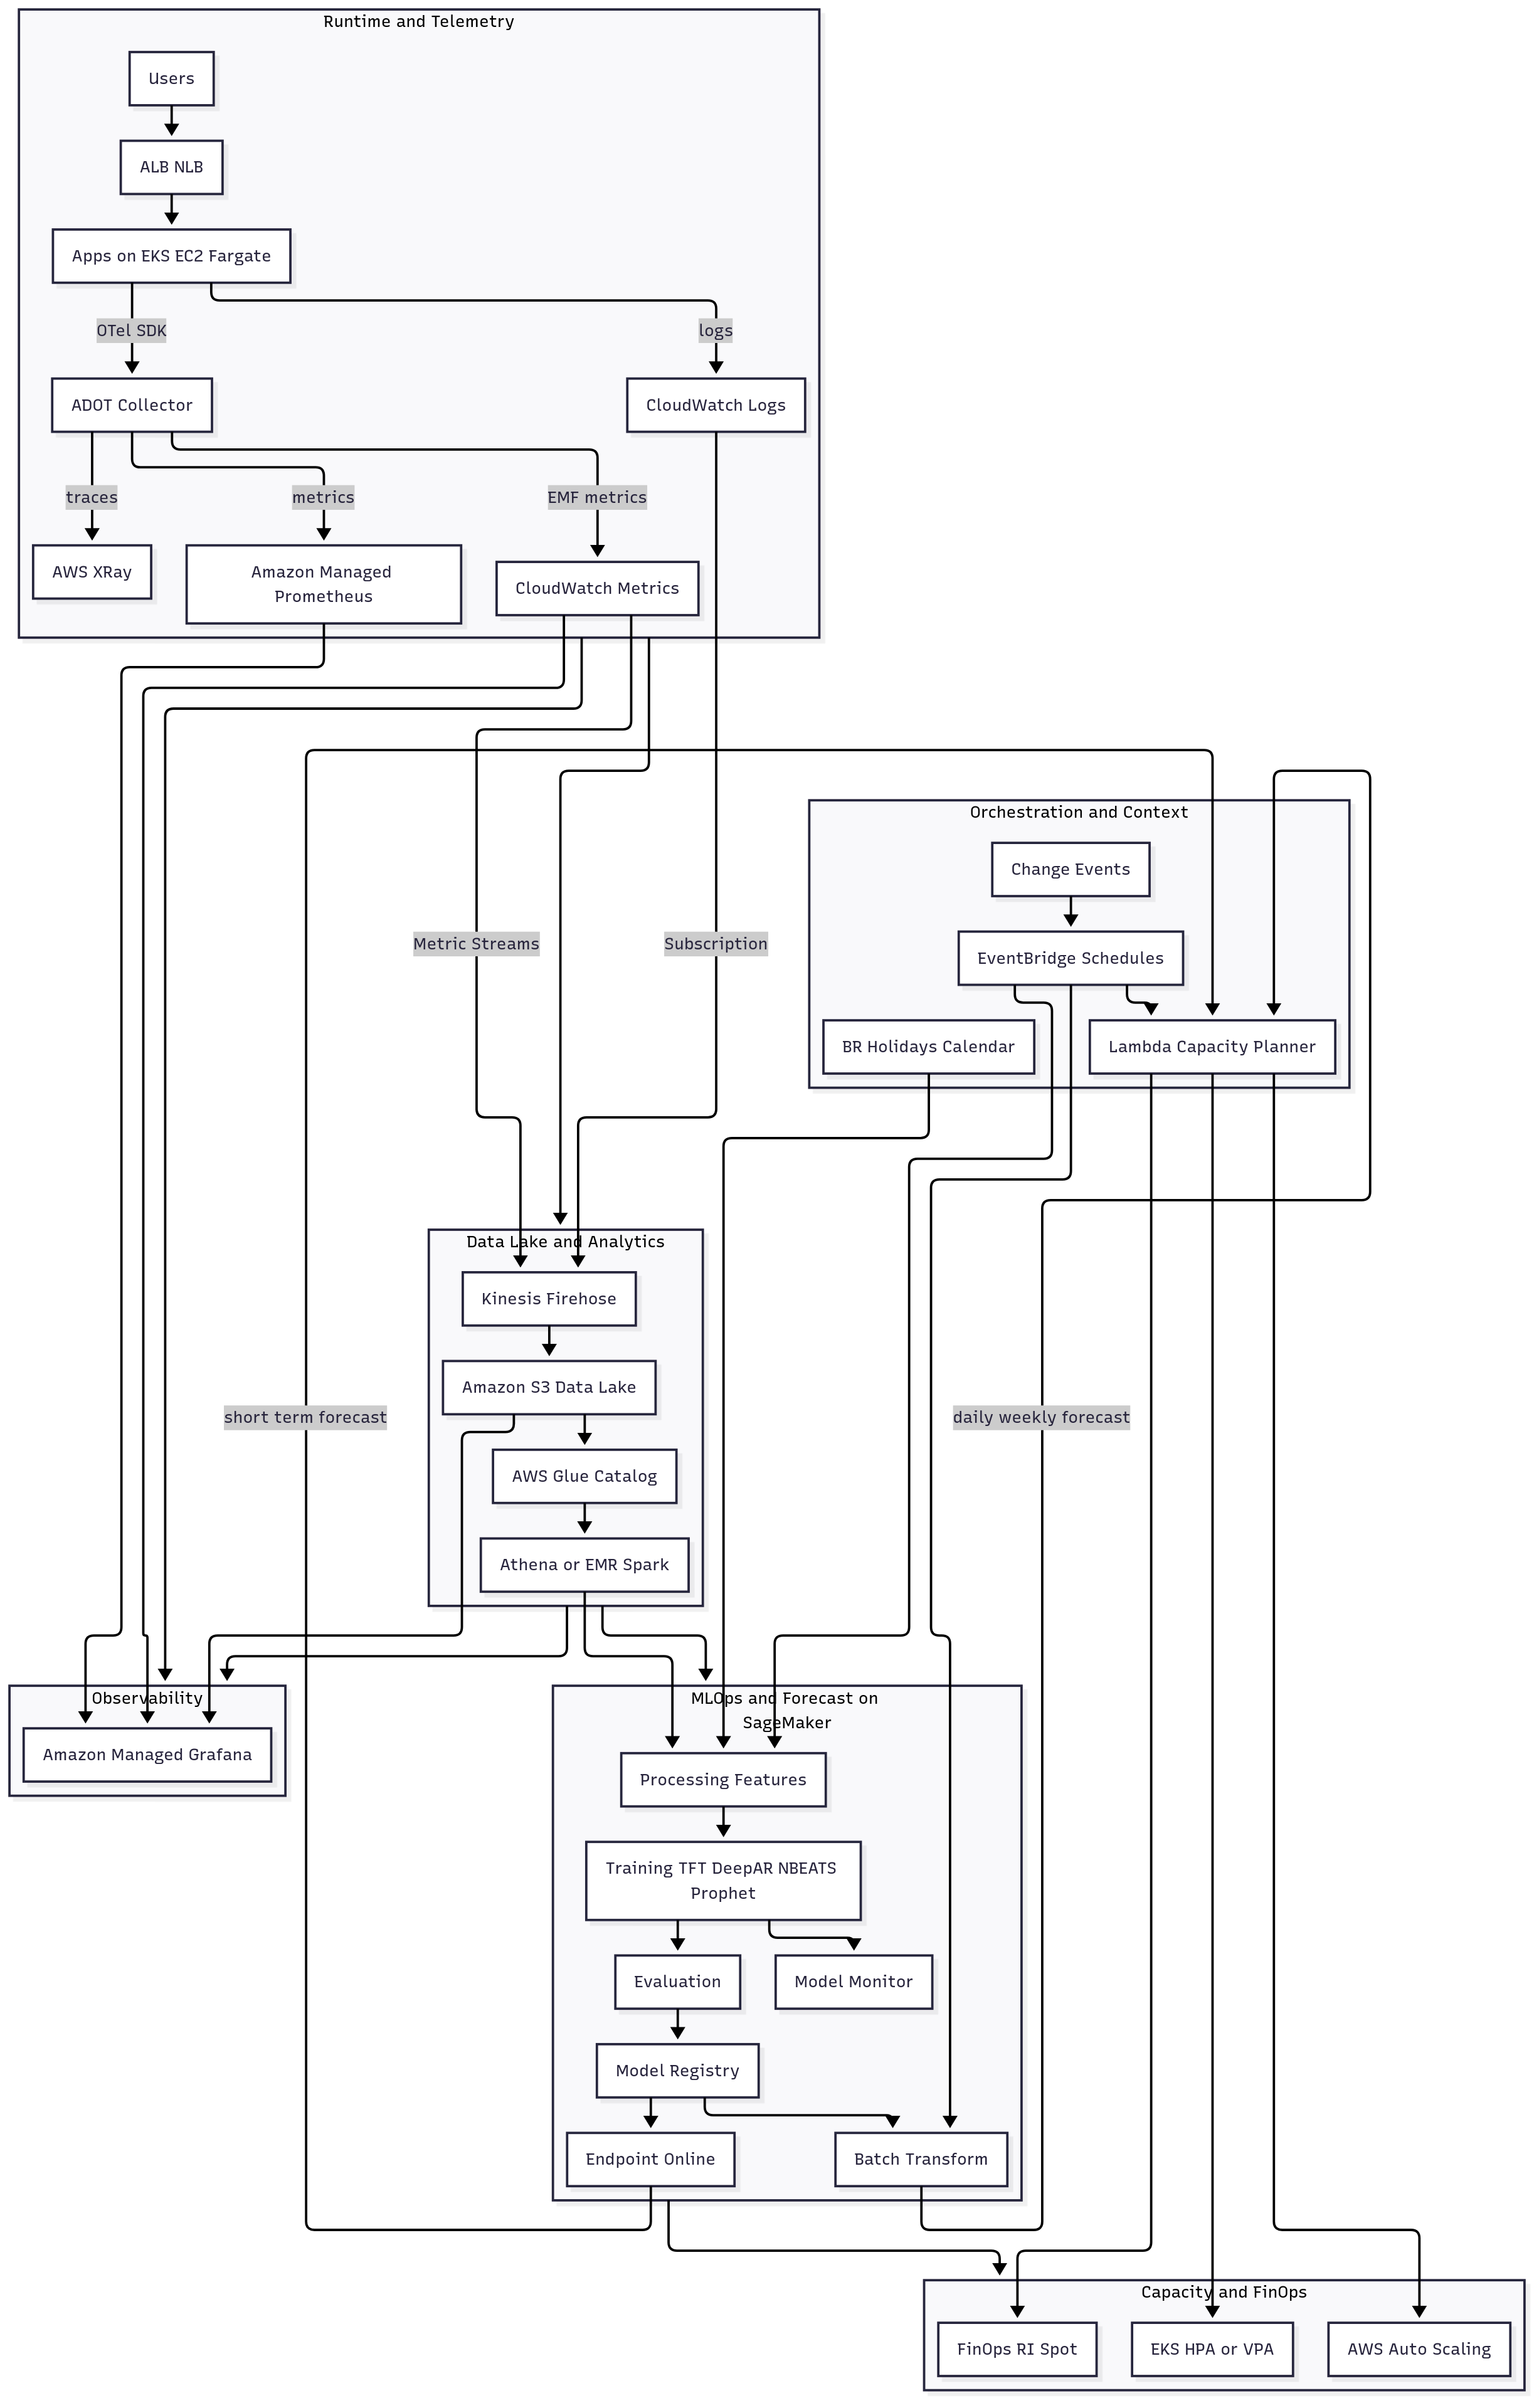 Runtime and Telemetry
Users
ALB NLB
Apps on EKS EC2 Fargate
OTel SDK
logs
ADOT Collector
CloudWatch Logs
traces
metrics
EMF metrics
AWS XRay
Amazon Managed
Prometheus
CloudWatch Metrics
Orchestration and Context
Change Events
Metric Streams
Subscription
EventBridge Schedules
BR Holidays Calendar
Lambda Capacity Planner
Data Lake and Analytics
Kinesis Firehose
Amazon S3 Data Lake
short term forecast
daily weekly forecast
AWS Glue Catalog
Athena or EMR Spark
Observability
Amazon Managed Grafana
MLOps and Forecast on
SageMaker
Processing Features
Training TFT DeepAR NBEATS
Prophet
Evaluation
Model Monitor
Model Registry
Endpoint Online
Batch Transform
Capacity and FinOps
FinOps RI Spot
EKS HPA or VPA
AWS Auto Scaling